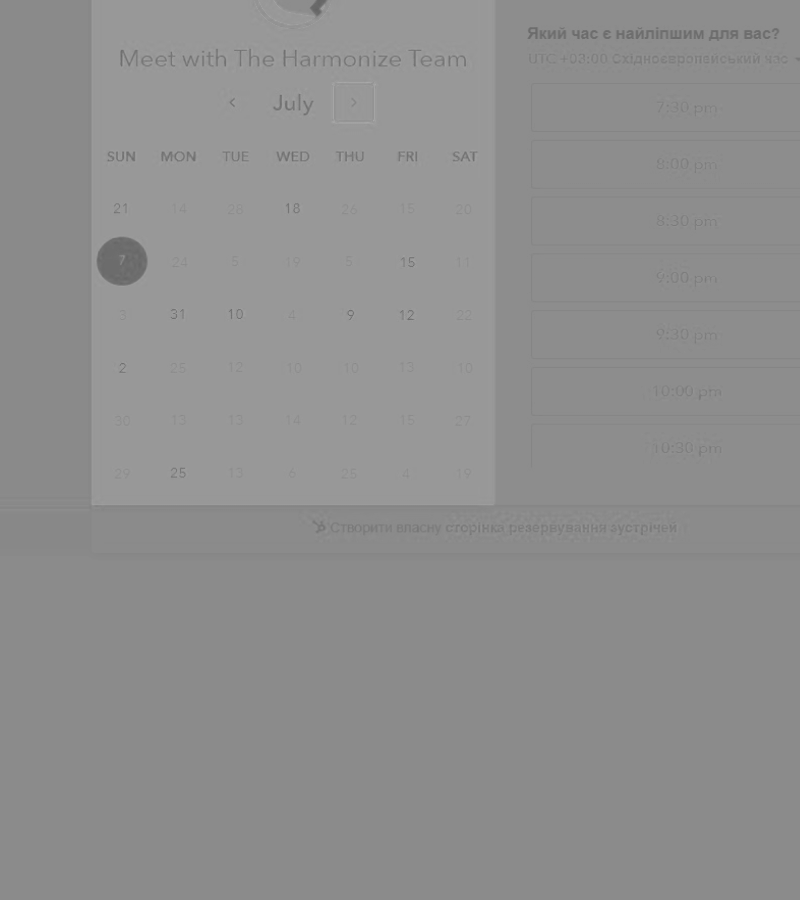 Meet with The Harmonize Team
July
SUN MON TUE WED THU FRI SAT
21 14 28 18 26 15 20
7 24 5 19 5 15 11
3 31 10 4 9 12 22
2 25 12 10 10 13 10
30 13 13 14 12 15 27
29 25 13 6 25 4 19
Який час є найліпшим для вас?
UTC +03:00 Східноєвропейський час
7:30 pm
8:00 pm
8:30 pm
9:00 pm
9:30 pm
10:00 pm
10:30 pm
Створити власну сторінка резервування зустрічей